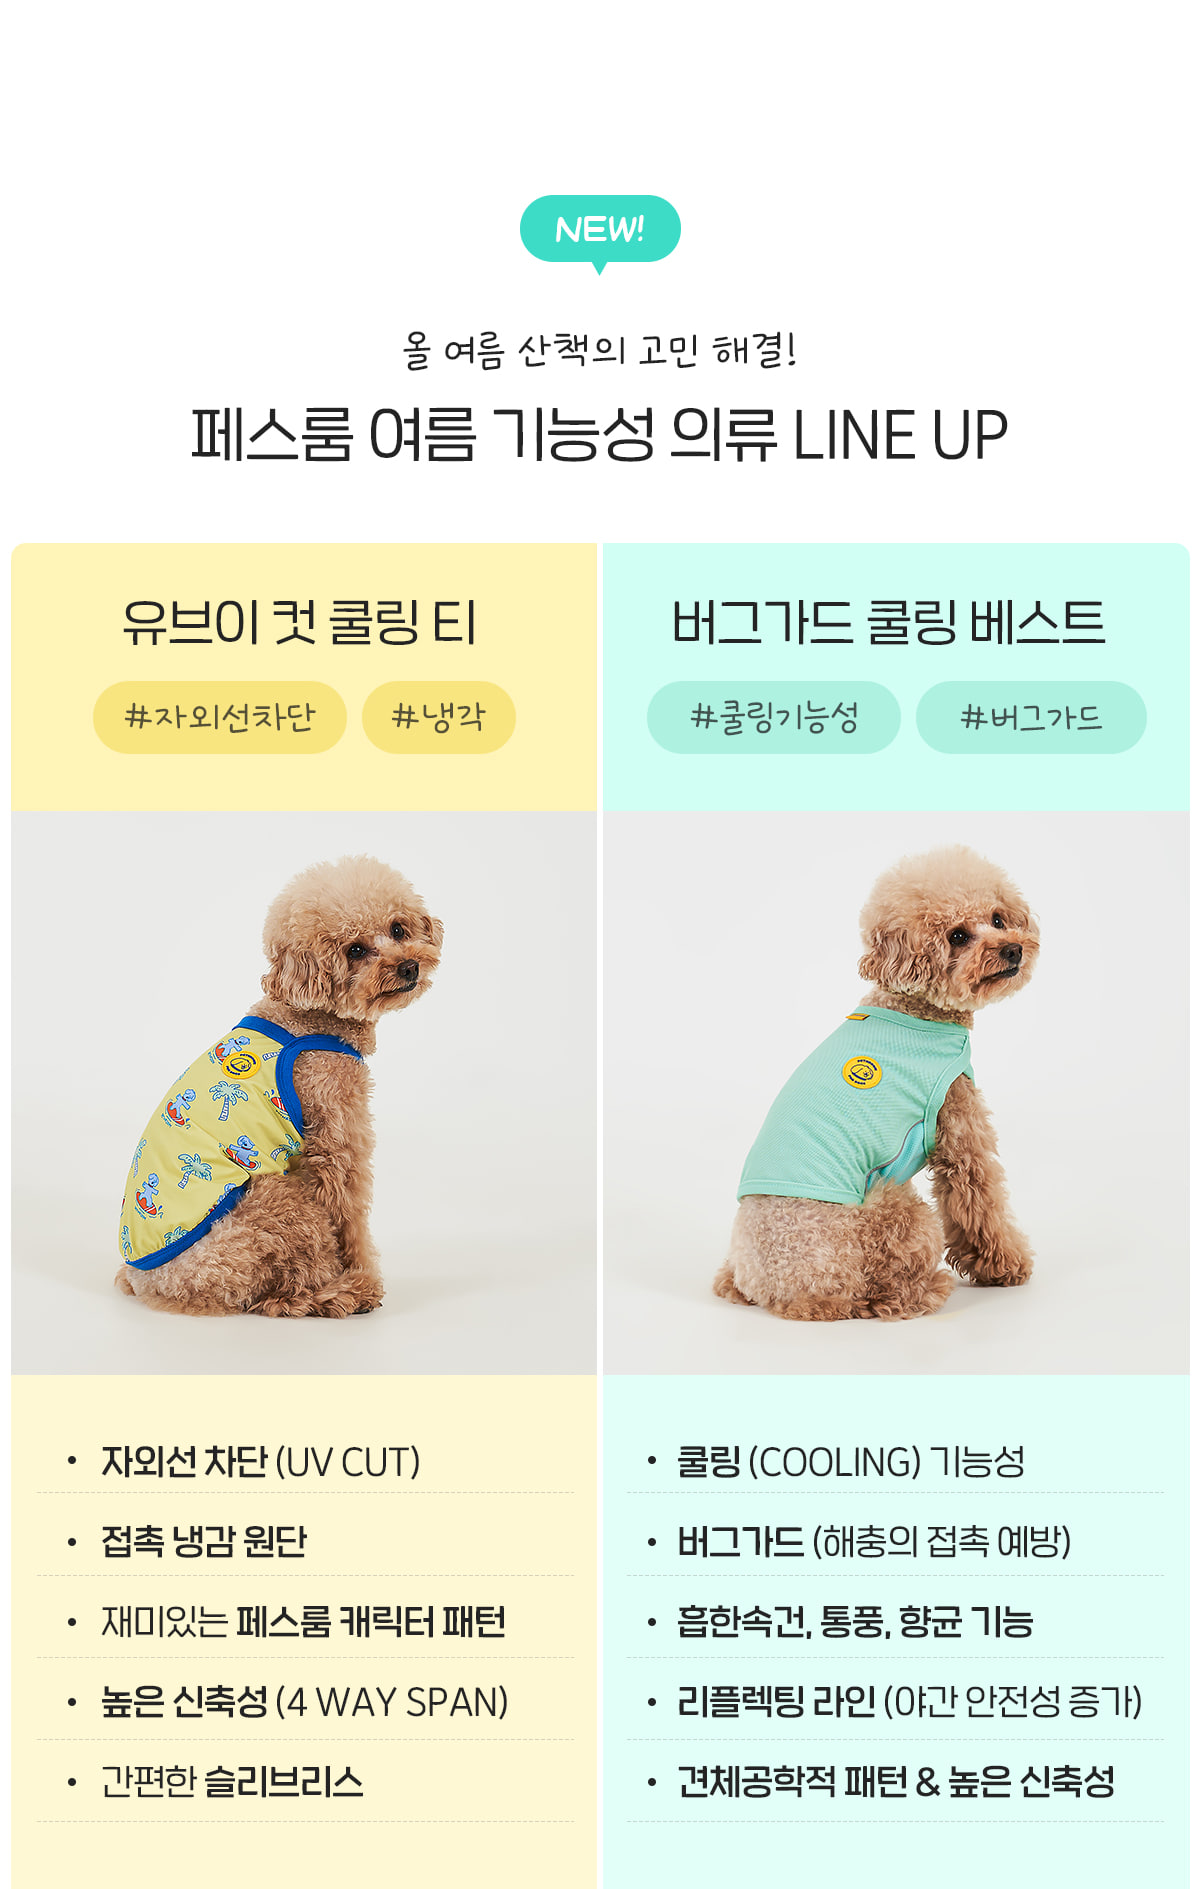 NEW!
올 여름 산책의 고민 해결!
페스룸 여름 기능성 의류 LINE UP
유브이 컷 쿨링 티
#자외선차단 #냉각
• 자외선 차단 (UV CUT)
• 접촉 냉감 원단
• 재미있는 페스룸 캐릭터 패턴
• 높은 신축성 (4 WAY SPAN)
• 간편한 슬리브리스
버그가드 쿨링 베스트
#쿨링기능성 #버그가드
• 쿨링 (COOLING) 기능성
• 버그가드 (해충의 접촉 예방)
• 흡한속건, 통풍, 향균 기능
• 리플렉팅 라인 (야간 안전성 증가)
• 견체공학적 패턴 & 높은 신축성